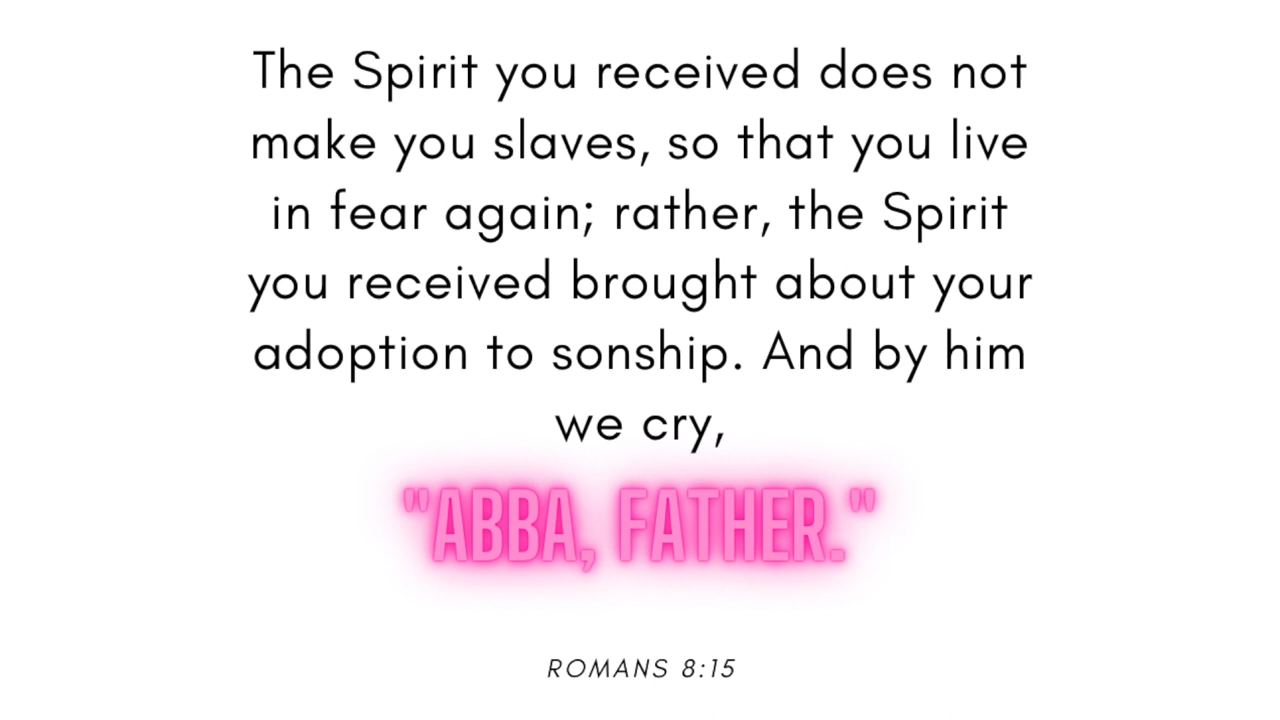 The Spirit you received does not
make you slaves, so that you live
in fear again; rather, the Spirit
you received brought about your
adoption to sonship. And by him
we cry,
"ABBA, FATHER."
ROMANS 8:15